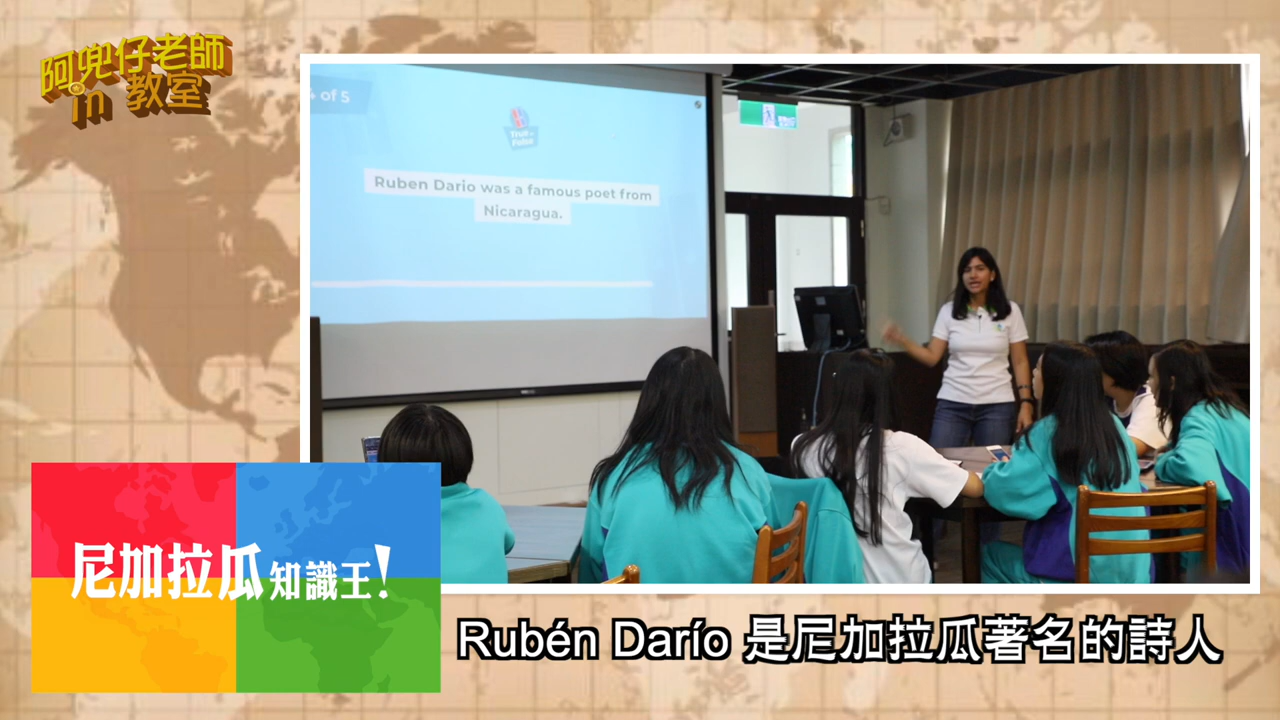 阿兜仔老師
in 教室
4 of 5
True or
False
Ruben Dario was a famous poet from
Nicaragua.
尼加拉瓜知識王!
Rubén Darío 是尼加拉瓜著名的詩人